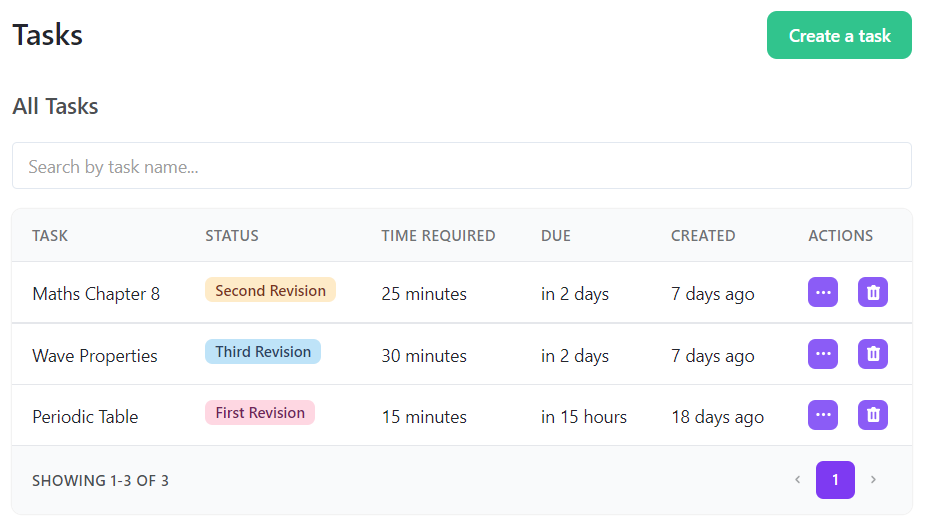 Tasks
Create a task
All Tasks
Search by task name...
TASK STATUS TIME REQUIRED DUE CREATED ACTIONS
Maths Chapter 8 Second Revision 25 minutes in 2 days 7 days ago
Wave Properties Third Revision 30 minutes in 2 days 7 days ago
Periodic Table First Revision 15 minutes in 15 hours 18 days ago
SHOWING 1-3 OF 3 1